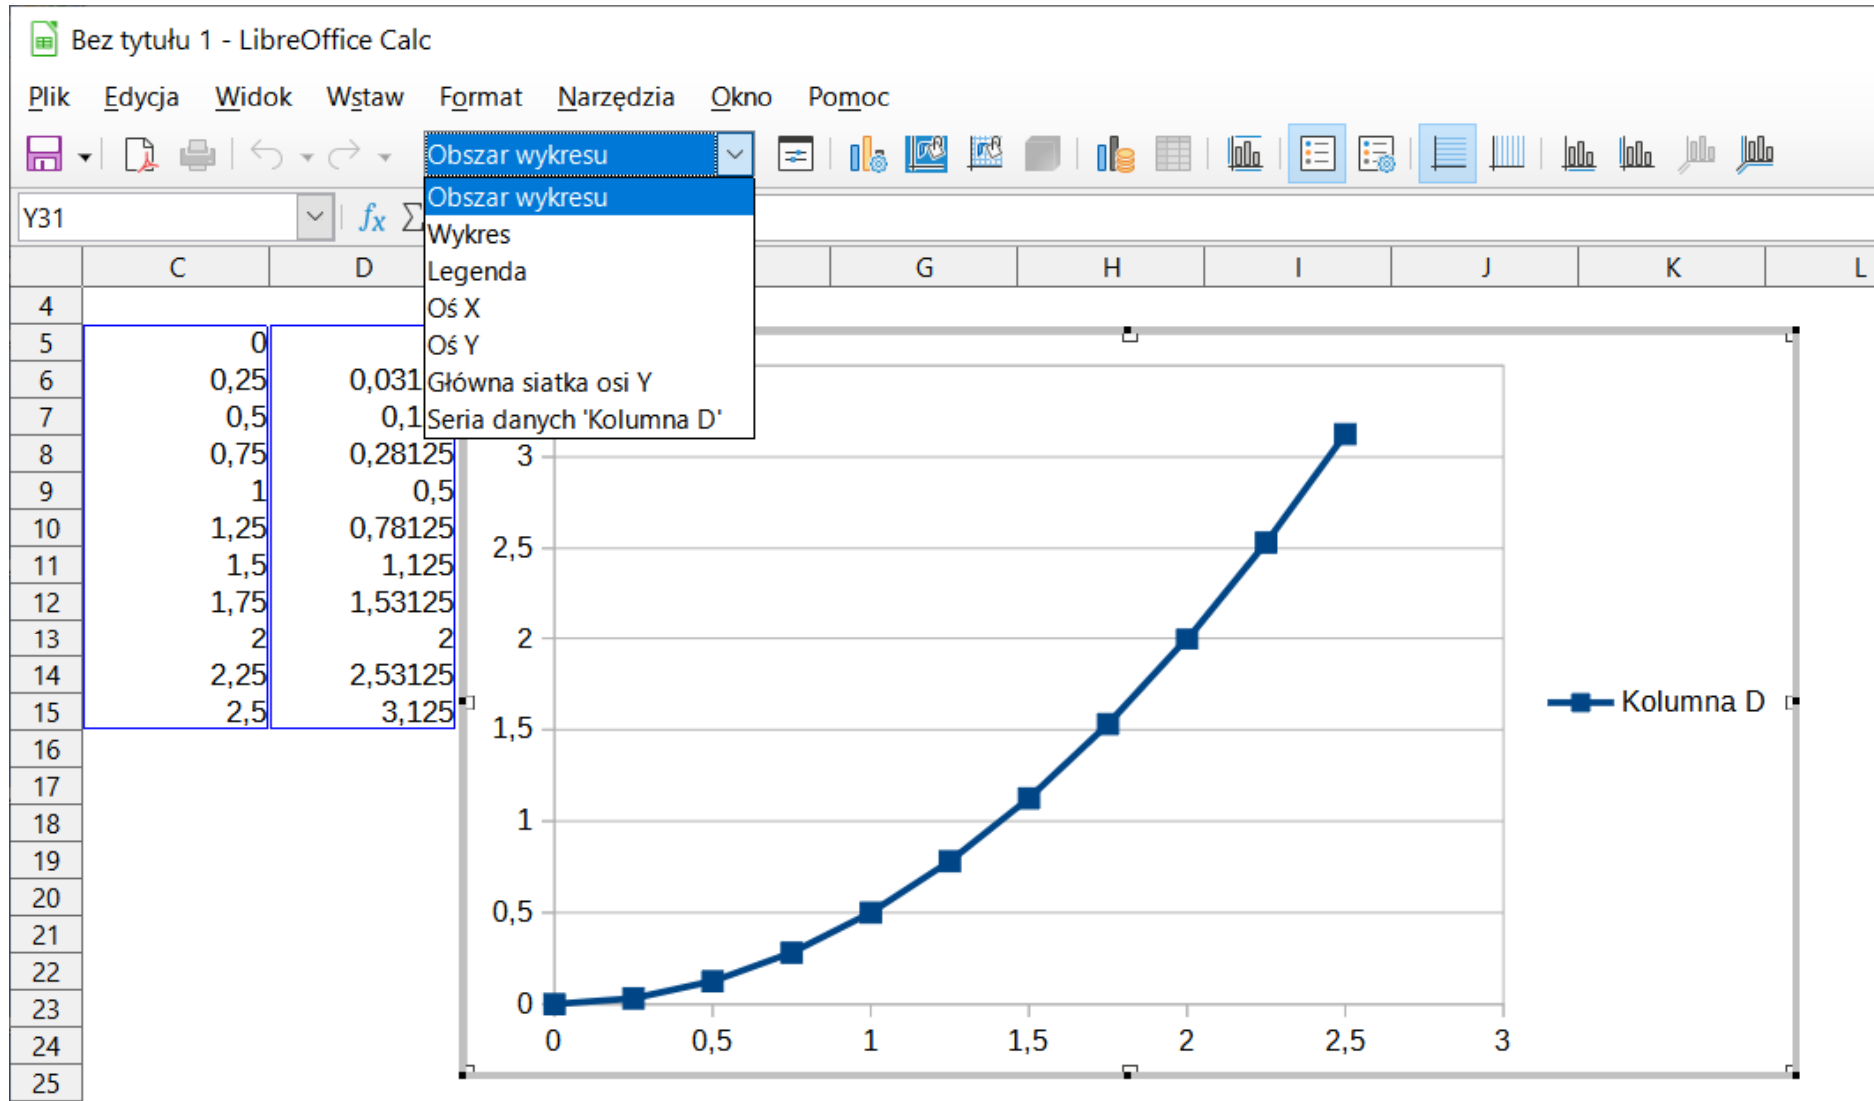 Bez tytułu 1 - LibreOffice Calc
Plik Edycja Widok Wstaw Format Narzędzia Okno Pomoc
Obszar wykresu
Obszar wykresu
Wykres
Legenda
Oś X
Oś Y
Główna siatka osi Y
Seria danych 'Kolumna D'
Y31 fx Σ
C D G H I J K L
4
5 0
6 0,25 0,031
7 0,5 0,1
8 0,75 0,28125
9 1 0,5
10 1,25 0,78125
11 1,5 1,125
12 1,75 1,53125
13 2 2
14 2,25 2,53125
15 2,5 3,125
16
17
18
19
20
21
22
23
24
25
3
2,5
2
1,5
1
0,5
0
0 0,5 1 1,5 2 2,5 3
Kolumna D